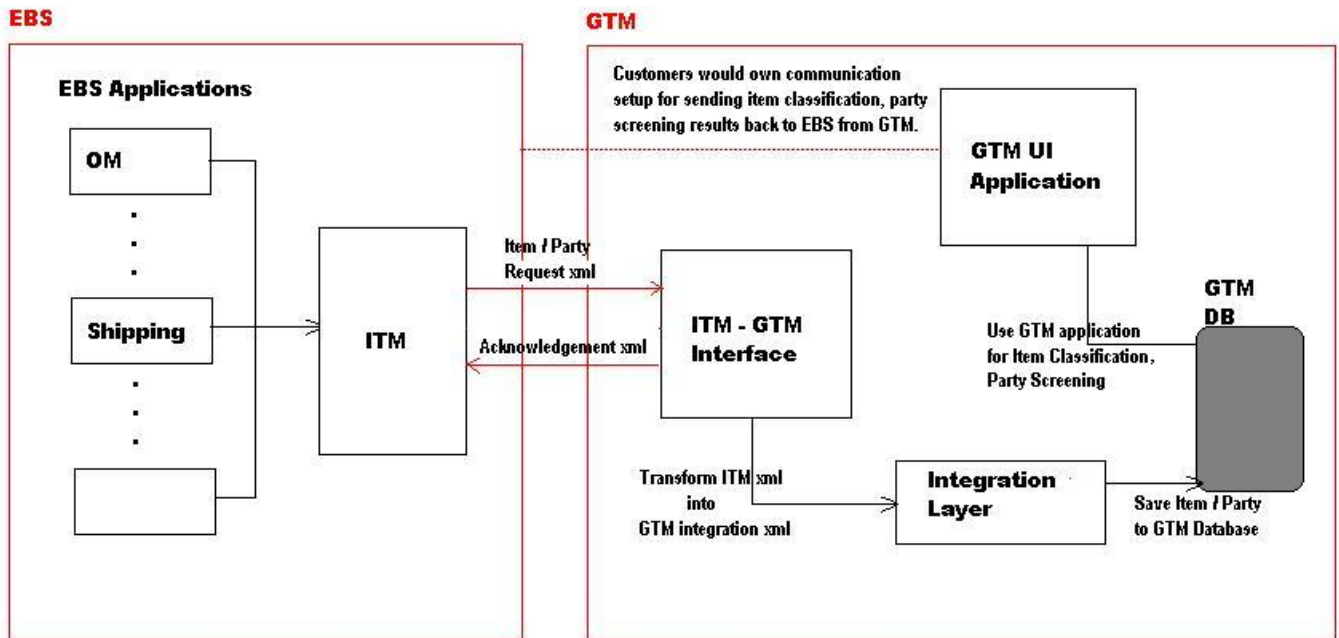 EBS
GTM
EBS Applications
OM
Shipping
ITM
Item / Party
Request xml
Acknowledgement xml
Customers would own communication
setup for sending item classification, party
screening results back to EBS from GTM.
GTM UI
Application
ITM - GTM
Interface
Use GTM application
for Item Classification,
Party Screening
GTM
DB
Transform ITM xml
into
GTM integration xml
Integration
Layer
Save Item / Party
to GTM Database